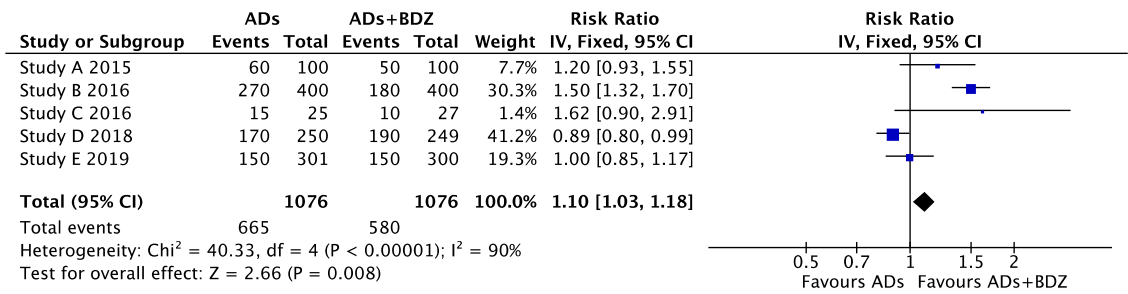 ADs ADs+BDZ Risk Ratio Risk Ratio
Study or Subgroup Events Total Events Total Weight IV, Fixed, 95% CI IV, Fixed, 95% CI
Study A 2015 60 100 50 100 7.7% 1.20 [0.93, 1.55]
Study B 2016 270 400 180 400 30.3% 1.50 [1.32, 1.70]
Study C 2016 15 25 10 27 1.4% 1.62 [0.90, 2.91]
Study D 2018 170 250 190 249 41.2% 0.89 [0.80, 0.99]
Study E 2019 150 301 150 300 19.3% 1.00 [0.85, 1.17]
Total (95% CI) 1076 1076 100.0% 1.10 [1.03, 1.18]
Total events 665 580
Heterogeneity: Chi² = 40.33, df = 4 (P < 0.00001); I² = 90%
Test for overall effect: Z = 2.66 (P = 0.008)
0.5 0.7 1 1.5 2
Favours ADs Favours ADs+BDZ